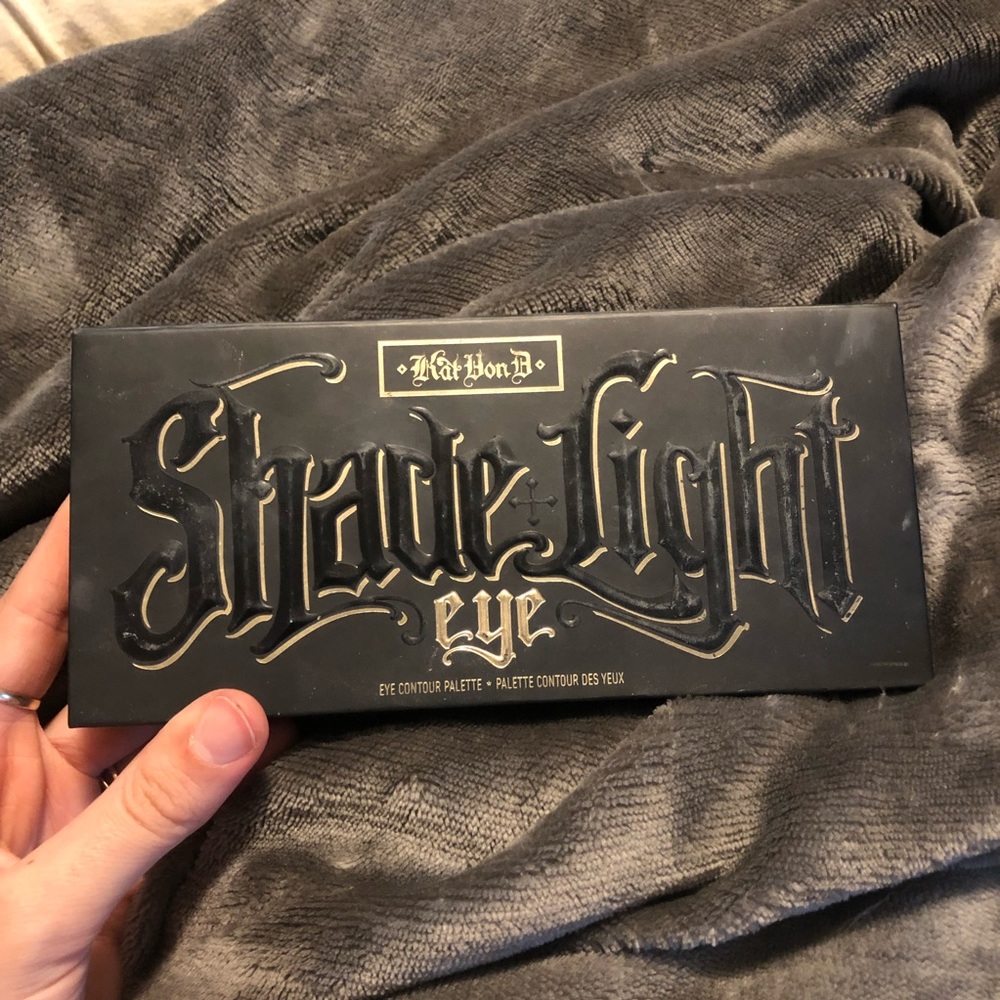 ·Kat Von D·
Shade Light
eye
EYE CONTOUR PALETTE • PALETTE CONTOUR DES YEUX